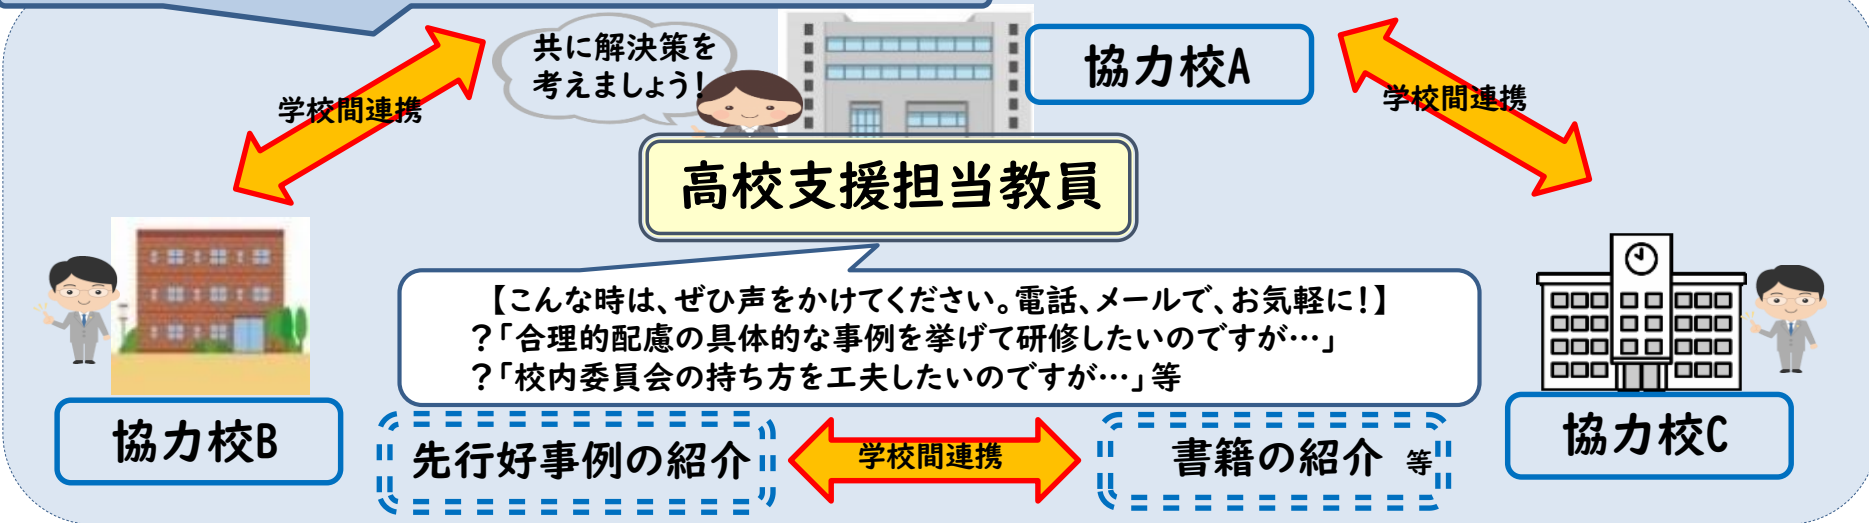 共に解決策を
考えましょう!
協力校A
学校間連携
学校間連携
高校支援担当教員
【こんな時は、ぜひ声をかけてください。電話、メールで、お気軽に!】
?「合理的配慮の具体的な事例を挙げて研修したいのですが…」
?「校内委員会の持ち方を工夫したいのですが…」等
協力校B
先行好事例の紹介
学校間連携
書籍の紹介 等
協力校C